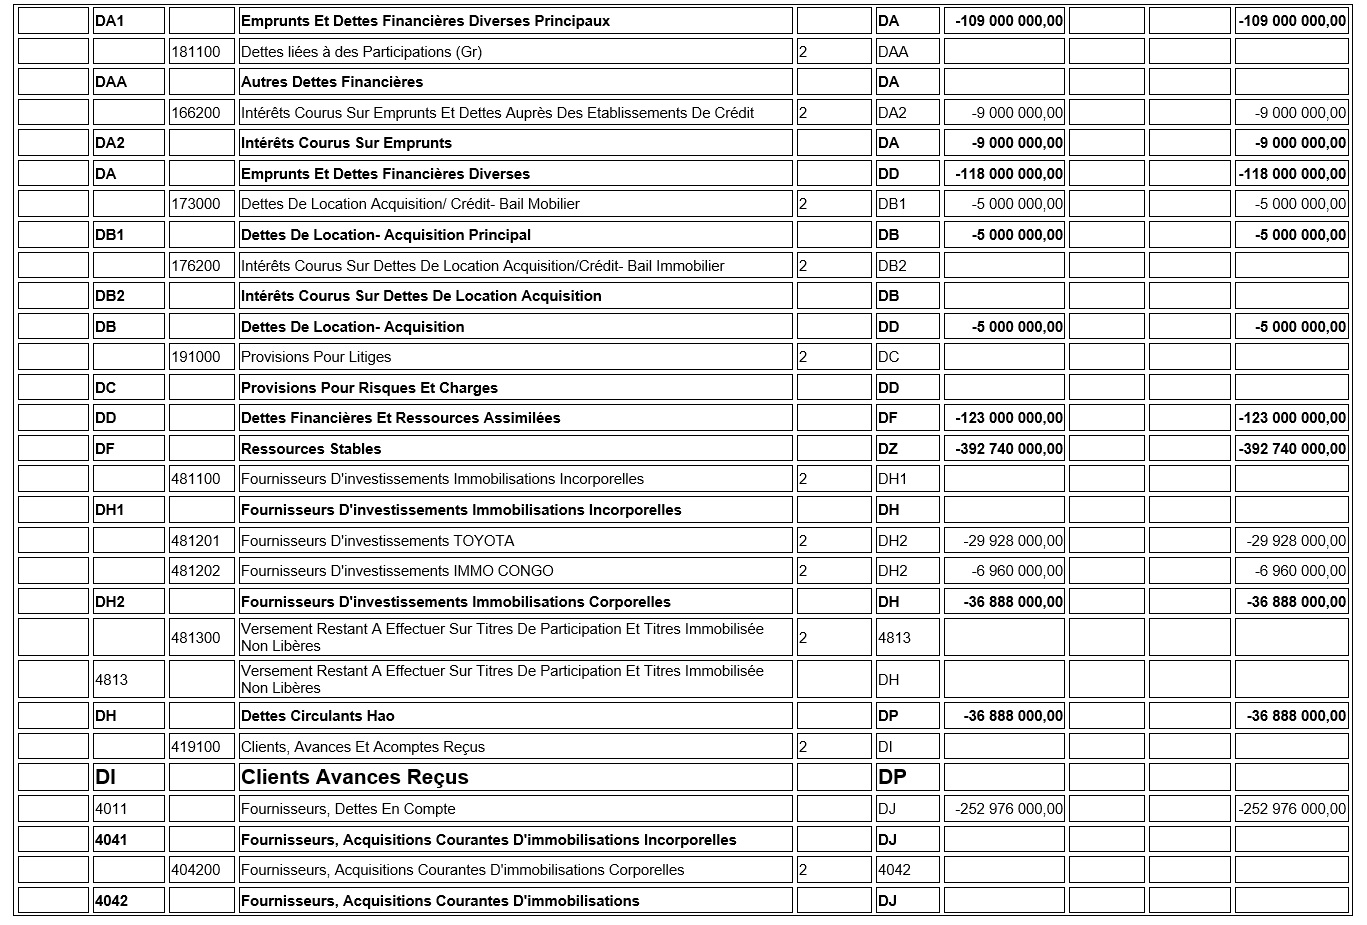 DA1 Emprunts Et Dettes Financières Diverses Principaux DA -109 000 000,00 -109 000 000,00
181100 Dettes liées à des Participations (Gr) 2 DAA
DAA Autres Dettes Financières DA
166200 Intérêts Courus Sur Emprunts Et Dettes Auprès Des Etablissements De Crédit 2 DA2 -9 000 000,00 -9 000 000,00
DA2 Intérêts Courus Sur Emprunts DA -9 000 000,00 -9 000 000,00
DA Emprunts Et Dettes Financières Diverses DD -118 000 000,00 -118 000 000,00
173000 Dettes De Location Acquisition/ Crédit- Bail Mobilier 2 DB1 -5 000 000,00 -5 000 000,00
DB1 Dettes De Location- Acquisition Principal DB -5 000 000,00 -5 000 000,00
176200 Intérêts Courus Sur Dettes De Location Acquisition/Crédit- Bail Immobilier 2 DB2
DB2 Intérêts Courus Sur Dettes De Location Acquisition DB
DB Dettes De Location- Acquisition DD -5 000 000,00 -5 000 000,00
191000 Provisions Pour Litiges 2 DC
DC Provisions Pour Risques Et Charges DD
DD Dettes Financières Et Ressources Assimilées DF -123 000 000,00 -123 000 000,00
DF Ressources Stables DZ -392 740 000,00 -392 740 000,00
481100 Fournisseurs D'investissements Immobilisations Incorporelles 2 DH1
DH1 Fournisseurs D'investissements Immobilisations Incorporelles DH
481201 Fournisseurs D'investissements TOYOTA 2 DH2 -29 928 000,00 -29 928 000,00
481202 Fournisseurs D'investissements IMMO CONGO 2 DH2 -6 960 000,00 -6 960 000,00
DH2 Fournisseurs D'investissements Immobilisations Corporelles DH -36 888 000,00 -36 888 000,00
481300 Versement Restant A Effectuer Sur Titres De Participation Et Titres Immobilisée
Non Libères 2 4813
4813 Versement Restant A Effectuer Sur Titres De Participation Et Titres Immobilisée
Non Libères DH
DH Dettes Circulants Hao DP -36 888 000,00 -36 888 000,00
419100 Clients, Avances Et Acomptes Reçus 2 DI
DI Clients Avances Reçus DP
4011 Fournisseurs, Dettes En Compte DJ -252 976 000,00 -252 976 000,00
4041 Fournisseurs, Acquisitions Courantes D'immobilisations Incorporelles DJ
404200 Fournisseurs, Acquisitions Courantes D'immobilisations Corporelles 2 4042
4042 Fournisseurs, Acquisitions Courantes D'immobilisations DJ